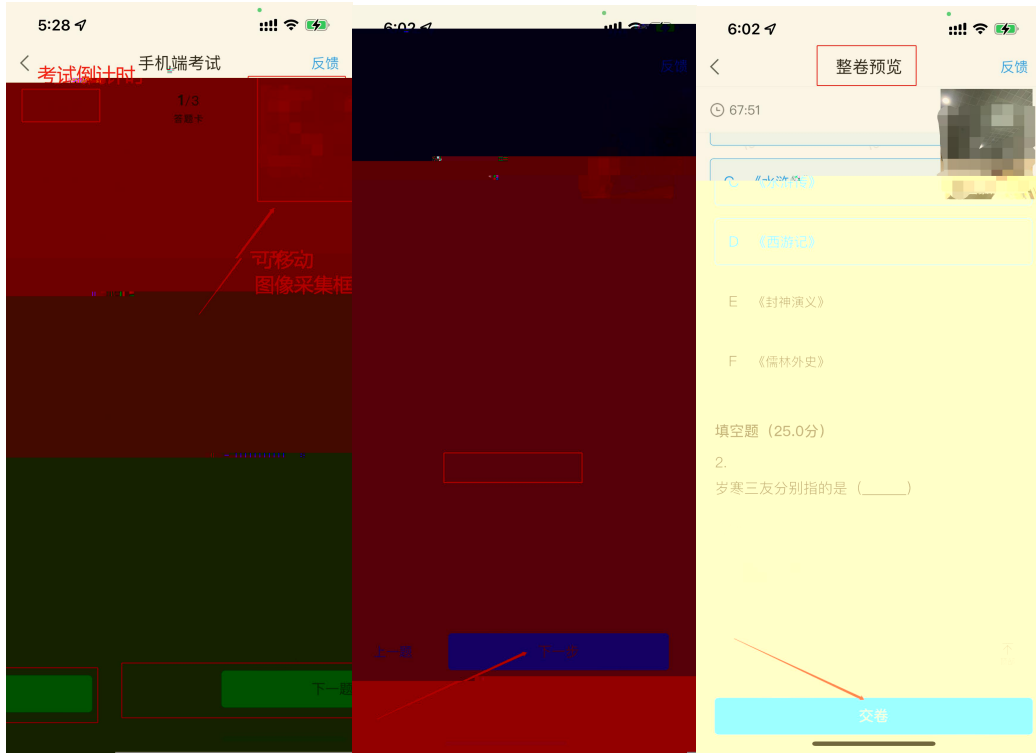 5:28
手机端考试
反馈
考试倒计时
1/3
答题卡
可移动
图像采集框
下一题
6:02
反馈
上一题
下一步
6:02
整卷预览
反馈
67:51
C 《水浒传》
D 《西游记》
E 《封神演义》
F 《儒林外史》
填空题（25.0分）
2.
岁寒三友分别指的是（______）
交卷